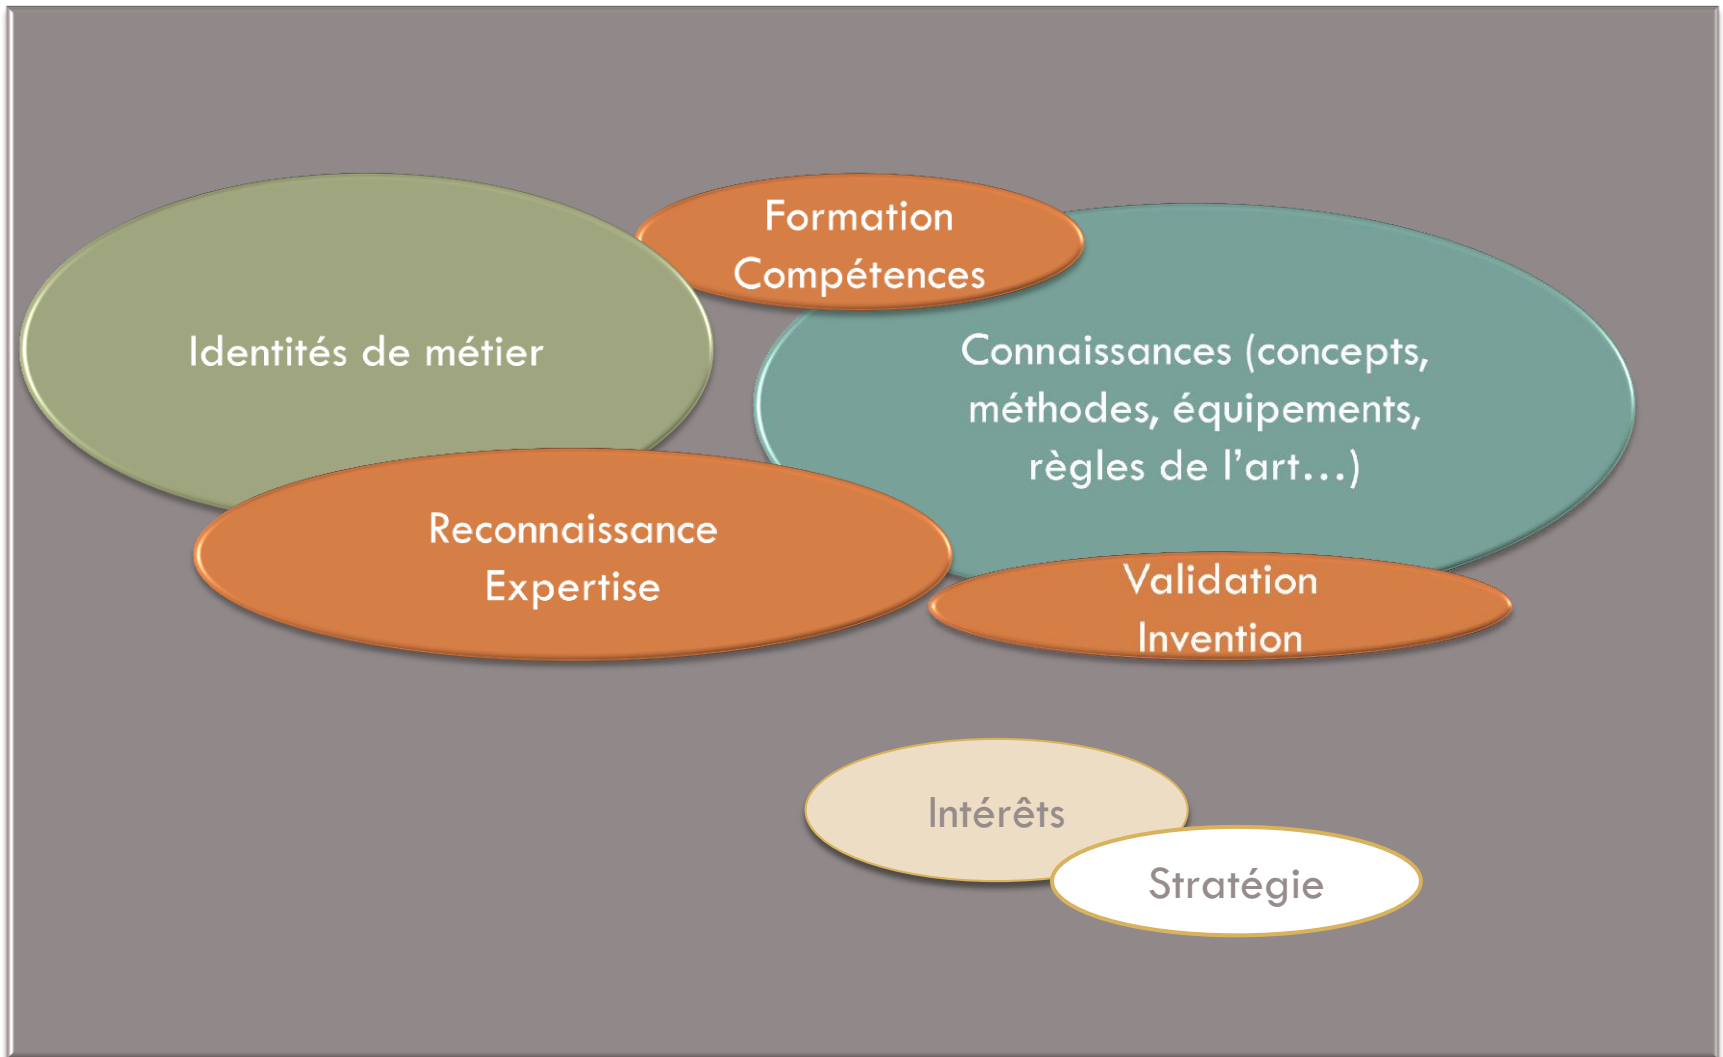 Formation
Compétences
Identités de métier
Connaissances (concepts,
méthodes, équipements,
règles de l’art…)
Reconnaissance
Expertise
Validation
Invention
Intérêts
Stratégie